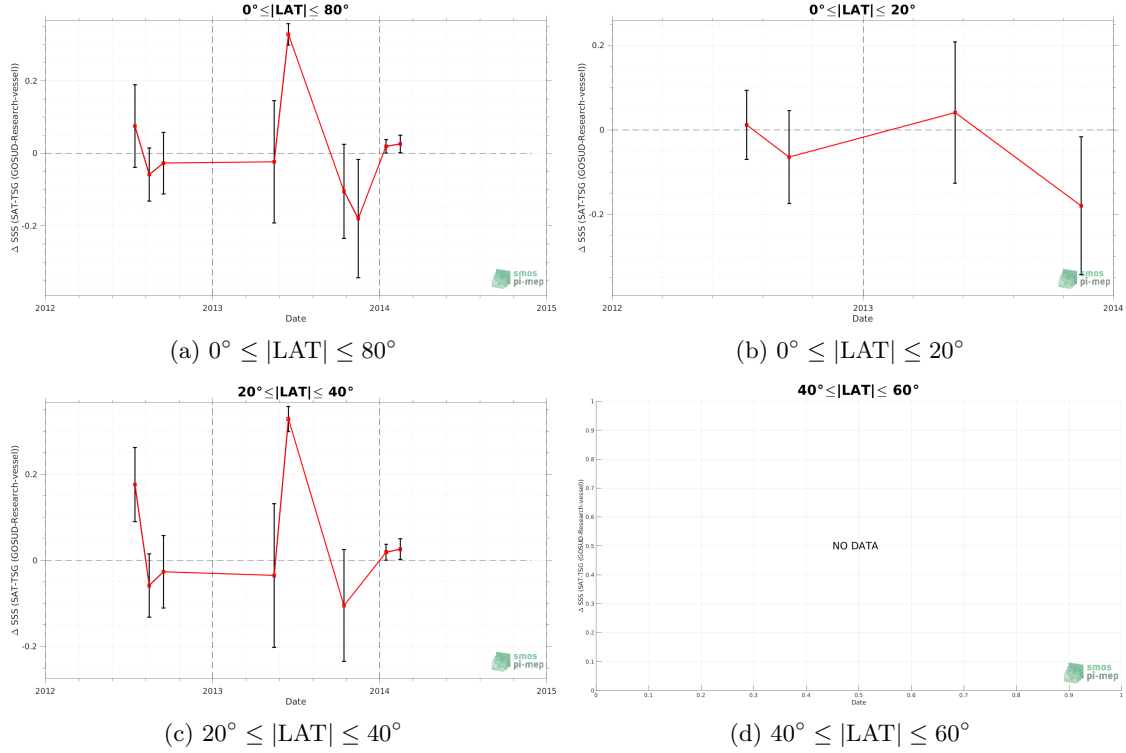 0°≤|LAT|≤ 80°
Δ SSS (SAT-TSG (GOSUD-Research-vessel))
0.2
0
-0.2
smos
pi-mep
2012 2013 2014 2015
Date
(a) 0° ≤ |LAT| ≤ 80°
0°≤|LAT|≤ 20°
Δ SSS (SAT-TSG (GOSUD-Research-vessel))
0.2
0
-0.2
smos
pi-mep
2012 2013 2014
Date
(b) 0° ≤ |LAT| ≤ 20°
20°≤|LAT|≤ 40°
Δ SSS (SAT-TSG (GOSUD-Research-vessel))
0.2
0
-0.2
smos
pi-mep
2012 2013 2014 2015
Date
(c) 20° ≤ |LAT| ≤ 40°
40°≤|LAT|≤ 60°
Δ SSS (SAT-TSG (GOSUD-Research-vessel))
1
0.9
0.8
0.7
0.6
0.5
0.4
0.3
0.2
0.1
0
NO DATA
smos
pi-mep
0 0.1 0.2 0.3 0.4 0.5 0.6 0.7 0.8 0.9 1
Date
(d) 40° ≤ |LAT| ≤ 60°